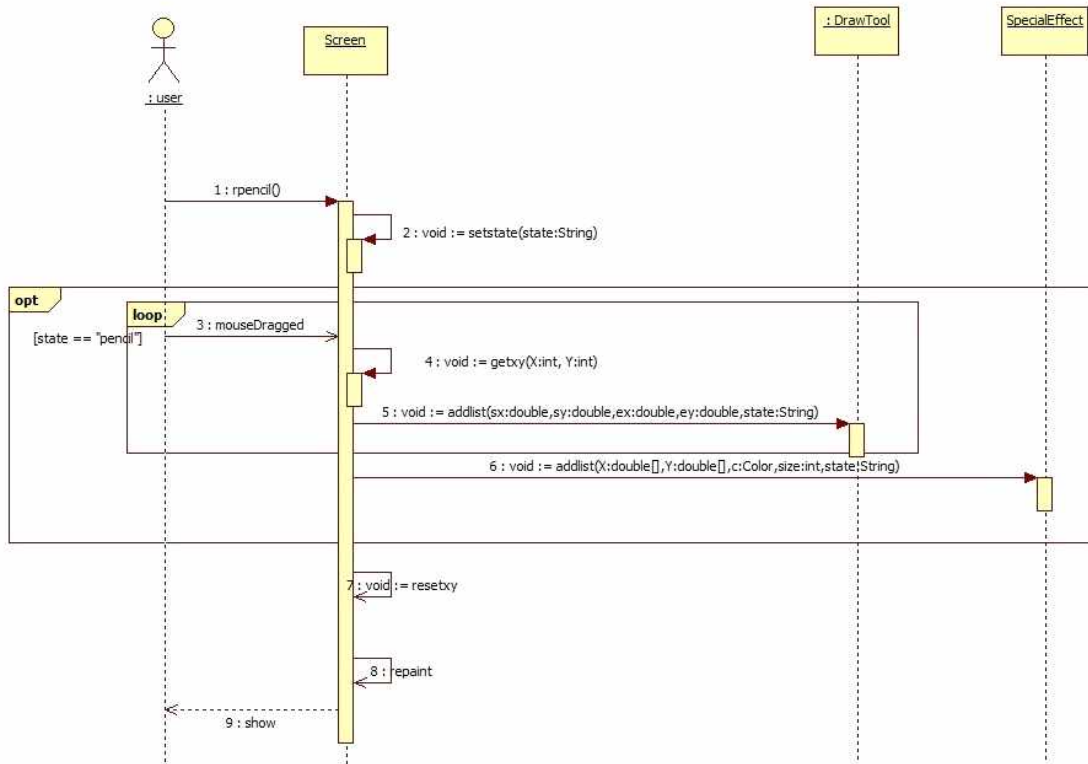 : DrawTool
SpecialEffect
Screen
: user
1 : rpencil()
2 : void := setstate(state:String)
opt
loop
3 : mouseDragged
[state == "pencil"]
4 : void := getxy(X:int, Y:int)
5 : void := addlist(sx:double,sy:double,ex:double,ey:double,state:String)
6 : void := addlist(X:double[],Y:double[],c:Color,size:int,state:String)
7 : void := resetxy
8 : repaint
9 : show